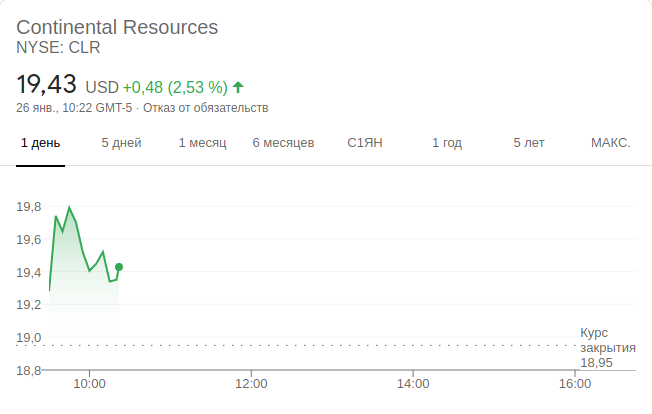 Continental Resources
NYSE: CLR
19,43 USD +0,48 (2,53 %)
26 янв., 10:22 GMT-5 · Отказ от обязательств
1 день 5 дней 1 месяц 6 месяцев С1ЯН 1 год 5 лет МАКС.
19,8
19,6
19,4
19,2
19,0
Курс
закрытия
18,95
18,8
10:00 12:00 14:00 16:00